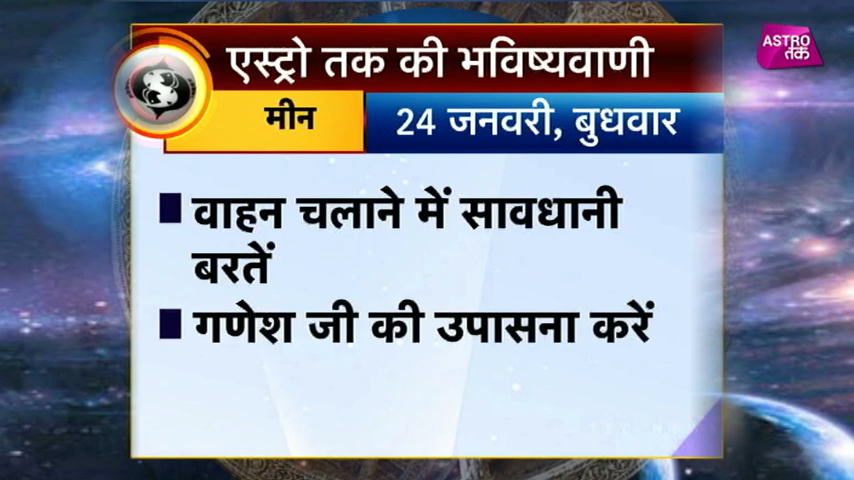 एस्ट्रो तक की भविष्यवाणी
ASTRO
तक
मीन
24 जनवरी, बुधवार
वाहन चलाने में सावधानी
बरतें
गणेश जी की उपासना करें